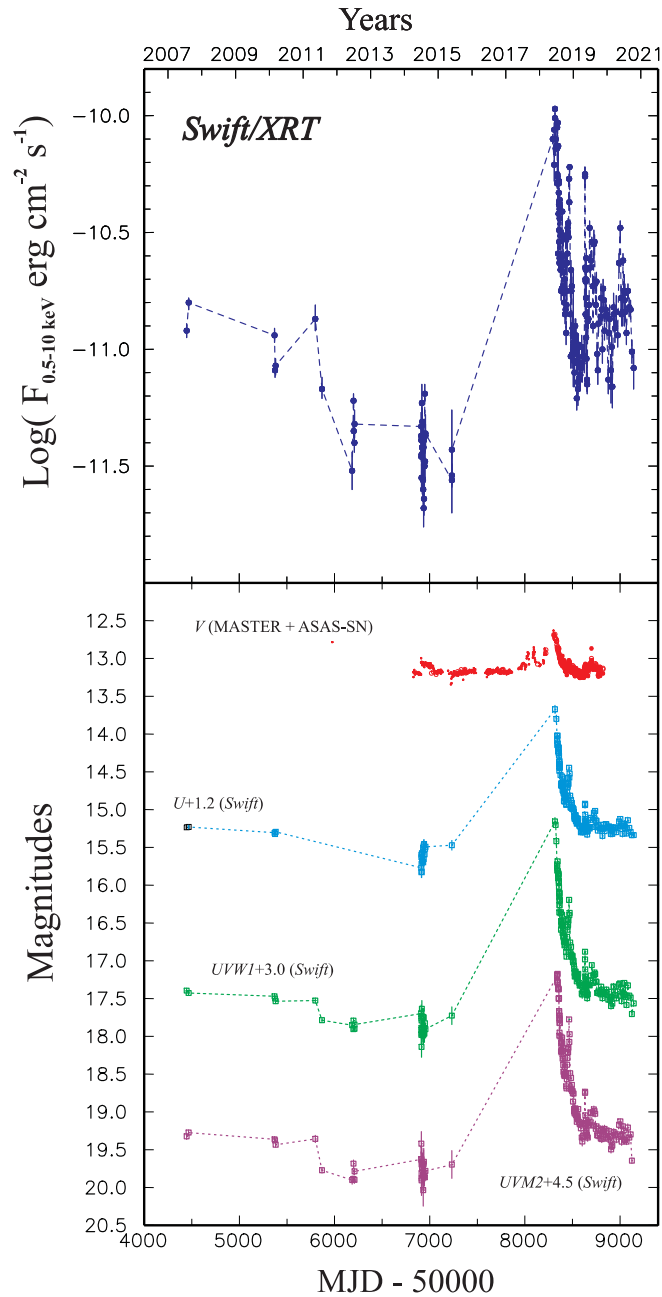 Years
2007 2010 2011 2013 2015 2017 2019 2021
Swift/XRT
Log( F0.5-10 keV erg cm-2 s-1)
-10.0
-10.5
-11.0
-11.5
V (MASTER + ASAS-SN)
U+1.2 (Swift)
UVW1+3.0 (Swift)
UVM2+4.5 (Swift)
Magnitudes
12.5
13.0
13.5
14.0
14.5
15.0
15.5
16.0
16.5
17.0
17.5
18.0
18.5
19.0
19.5
20.0
20.5
4000 5000 6000 7000 8000 9000
MJD - 50000